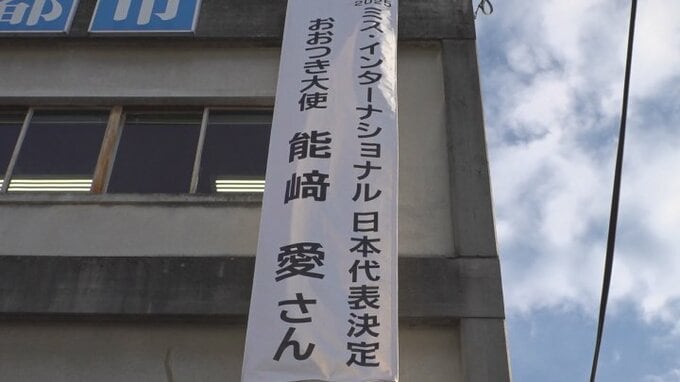 都市
2025
ミス・インターナショナル 日本代表決定
おおつき大使 能﨑 愛さん